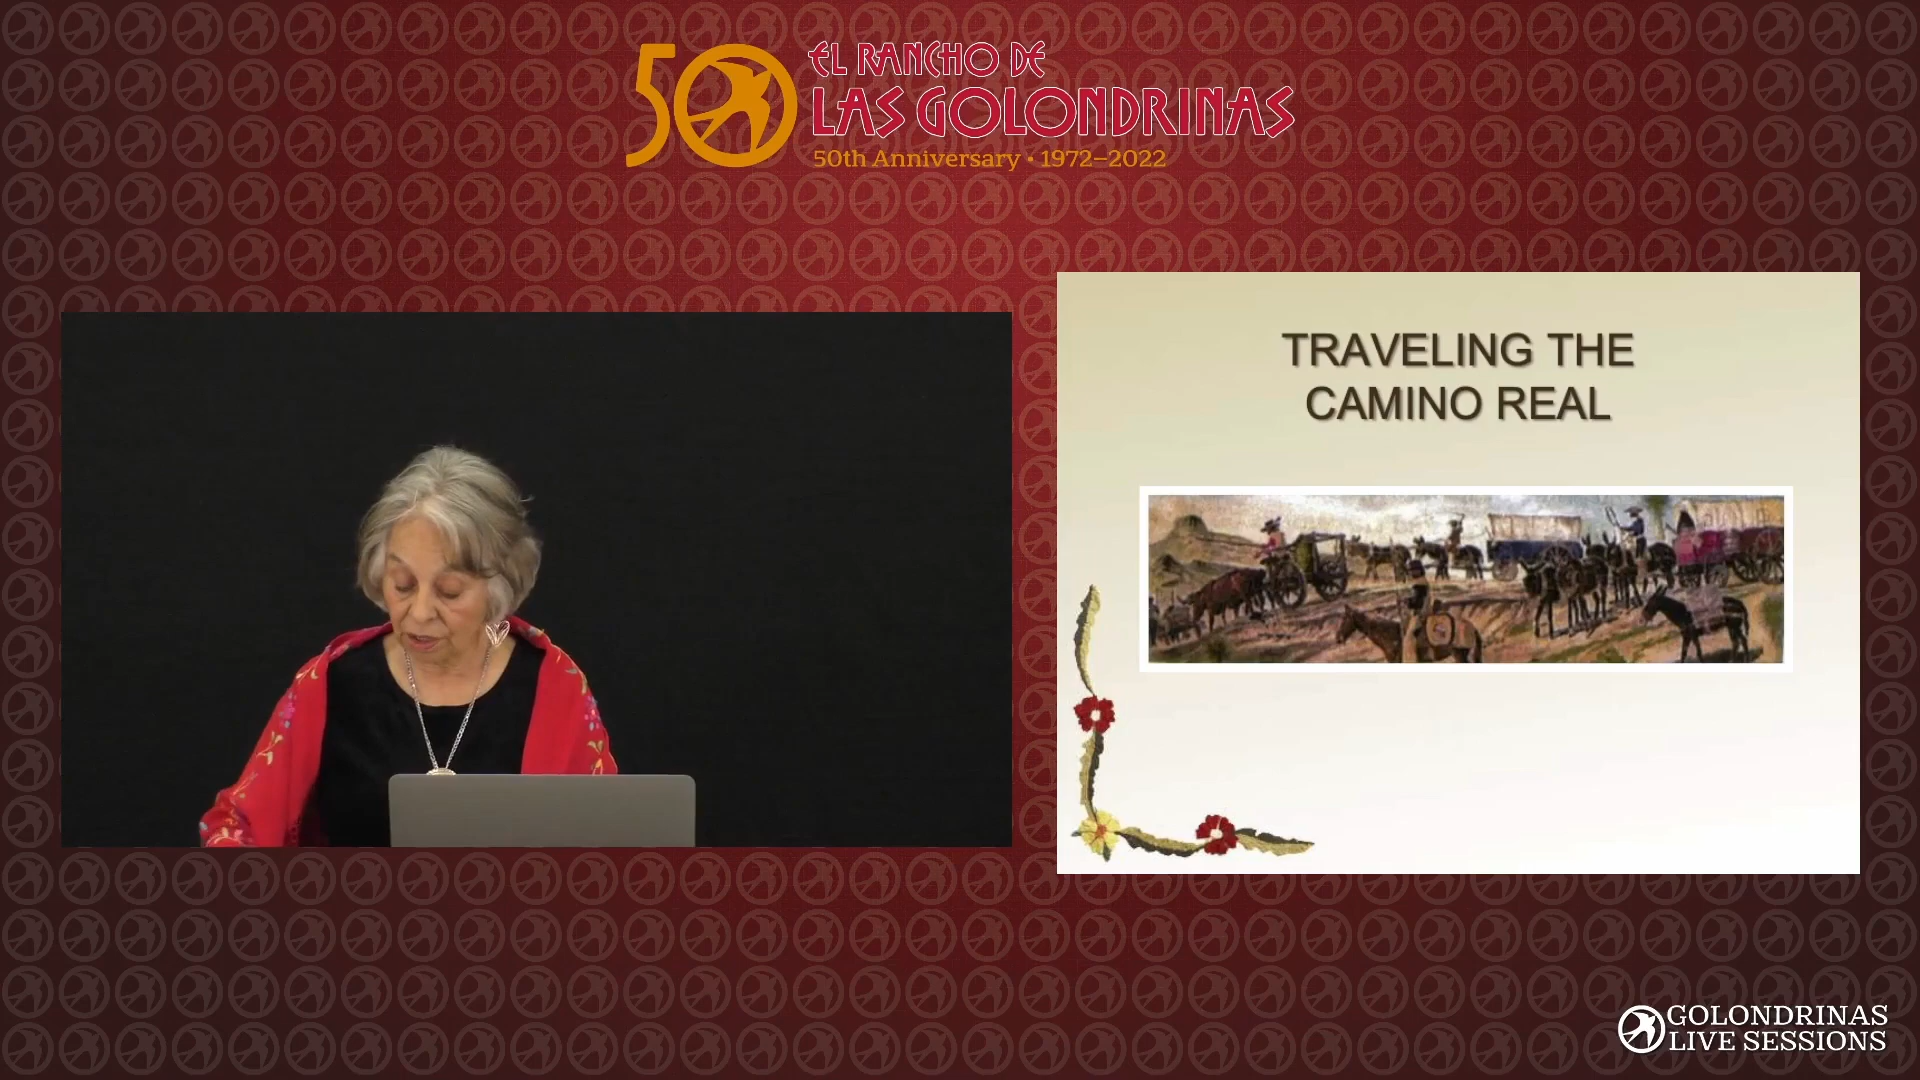 50
EL RANCHO DE
LAS GOLONDRINAS
50th Anniversary • 1972–2022
TRAVELING THE
CAMINO REAL
GOLONDRINAS
LIVE SESSIONS